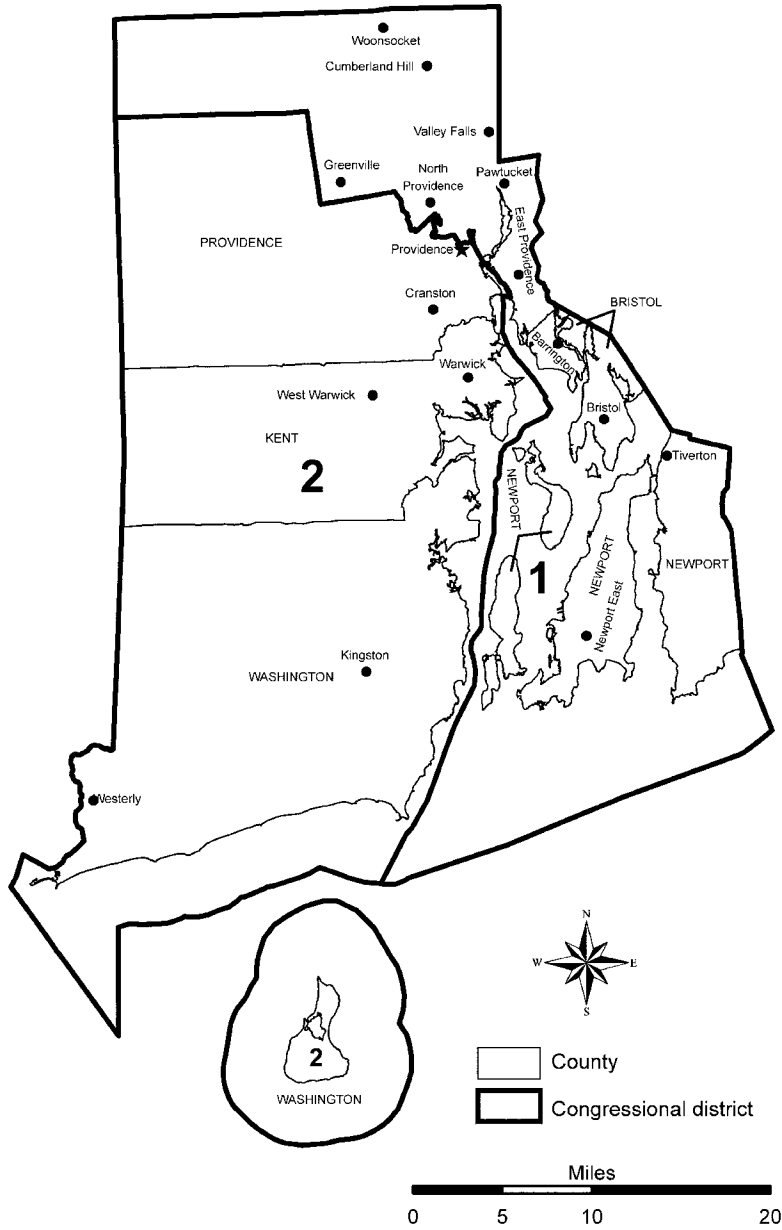 Woonsocket
Cumberland Hill
Valley Falls
Greenville
North
Providence
Pawtucket
East Providence
PROVIDENCE
Providence
Cranston
BRISTOL
Barrington
Warwick
West Warwick
Bristol
KENT
2
Tiverton
NEWPORT
1
NEWPORT
NEWPORT
Newport East
Kingston
WASHINGTON
Westerly
N
W
E
S
2
WASHINGTON
County
Congressional district
Miles
0 5 10 20